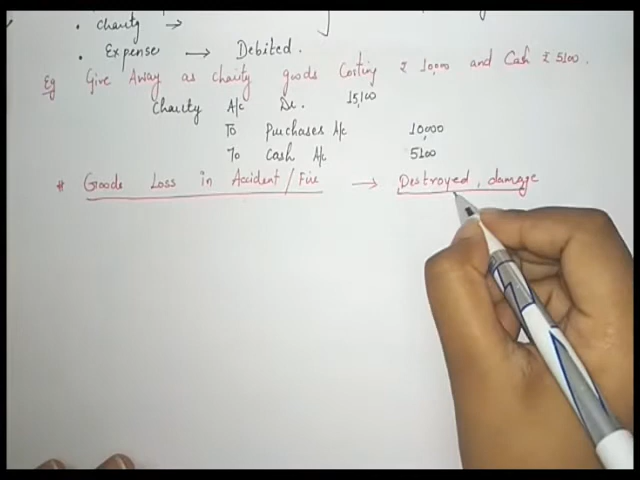 • Charity →
• Expense → Debited.
Eg Give Away as charity goods Costing ₹ 10,000 and Cash ₹ 5100.
Charity A/c Dr. 15,100
To Purchases A/c 10,000
To Cash A/c 5100
# Goods Loss in Accident/Fire → Destroyed, damage